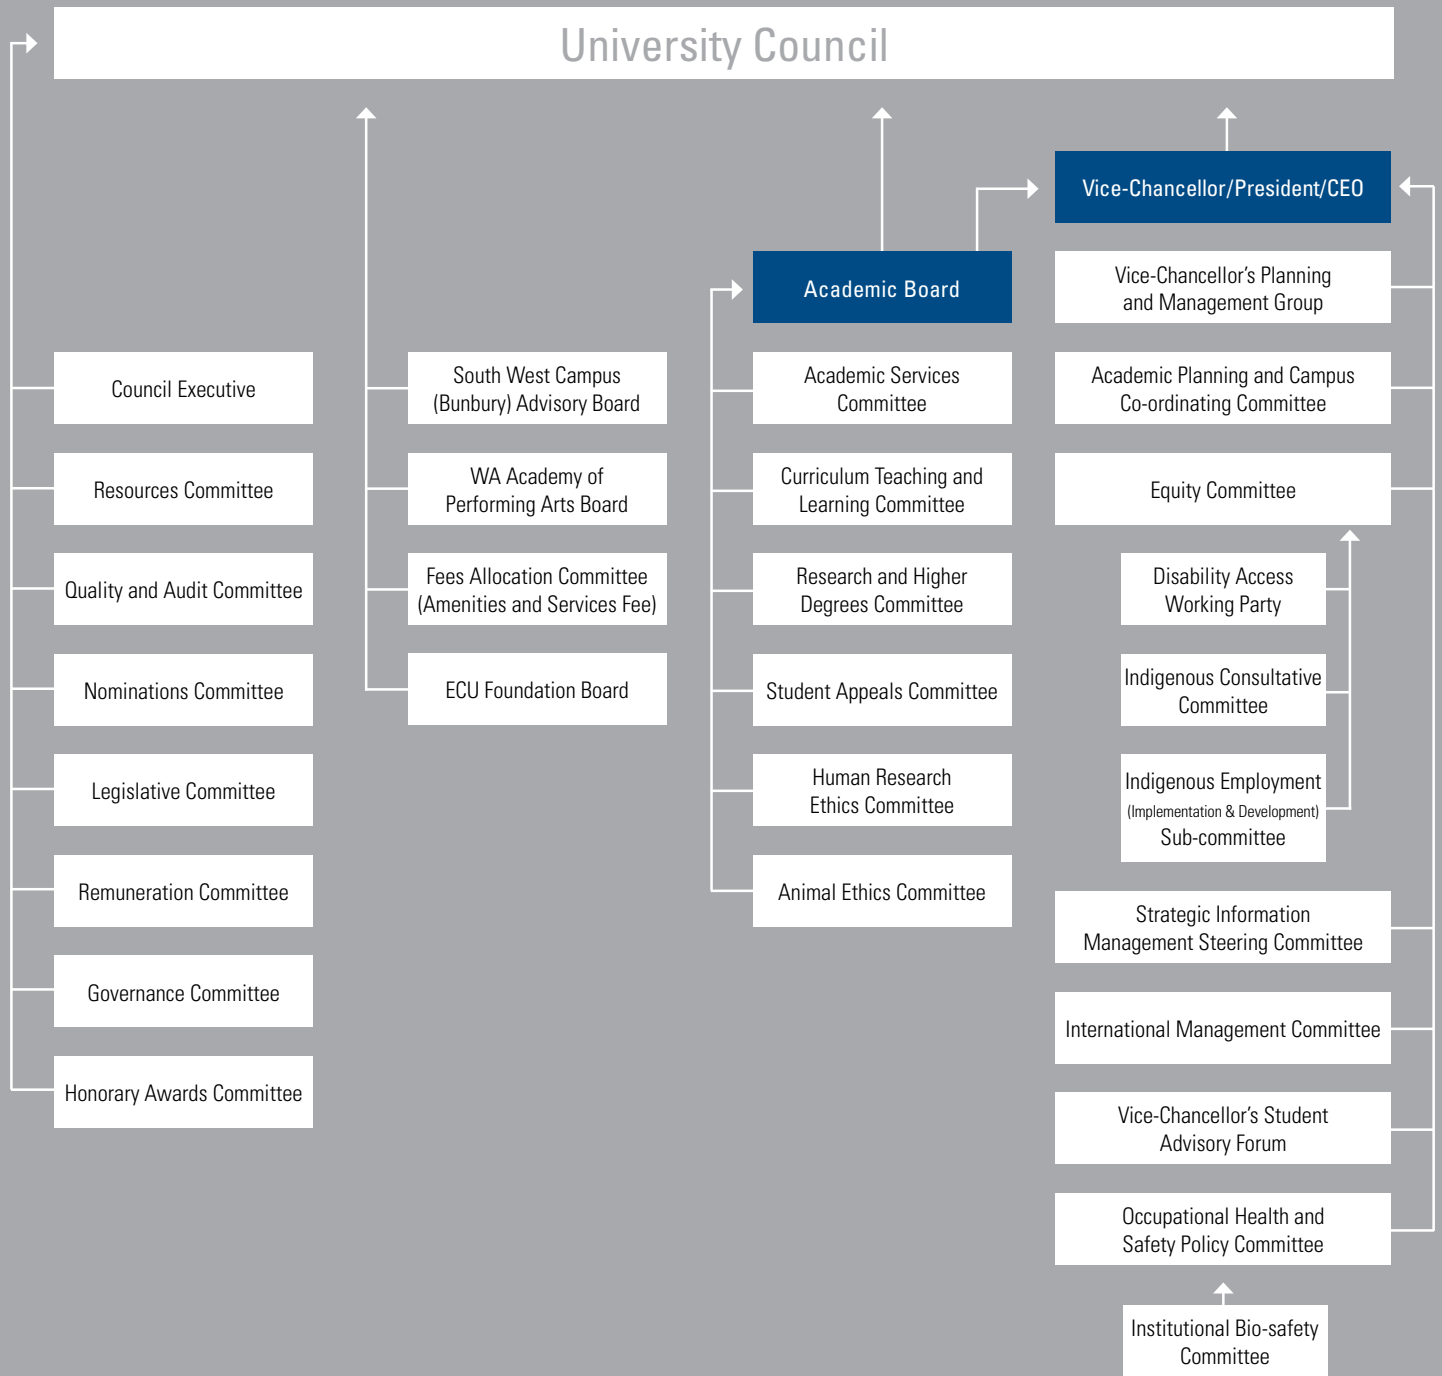 University Council
Vice-Chancellor/President/CEO
Academic Board
Vice-Chancellor's Planning
and Management Group
Council Executive
South West Campus
(Bunbury) Advisory Board
Academic Services
Committee
Academic Planning and Campus
Co-ordinating Committee
Resources Committee
WA Academy of
Performing Arts Board
Curriculum Teaching and
Learning Committee
Equity Committee
Quality and Audit Committee
Fees Allocation Committee
(Amenities and Services Fee)
Research and Higher
Degrees Committee
Disability Access
Working Party
Nominations Committee
ECU Foundation Board
Student Appeals Committee
Indigenous Consultative
Committee
Legislative Committee
Human Research
Ethics Committee
Indigenous Employment
(Implementation & Development)
Sub-committee
Remuneration Committee
Animal Ethics Committee
Strategic Information
Management Steering Committee
Governance Committee
International Management Committee
Honorary Awards Committee
Vice-Chancellor's Student
Advisory Forum
Occupational Health and
Safety Policy Committee
Institutional Bio-safety
Committee